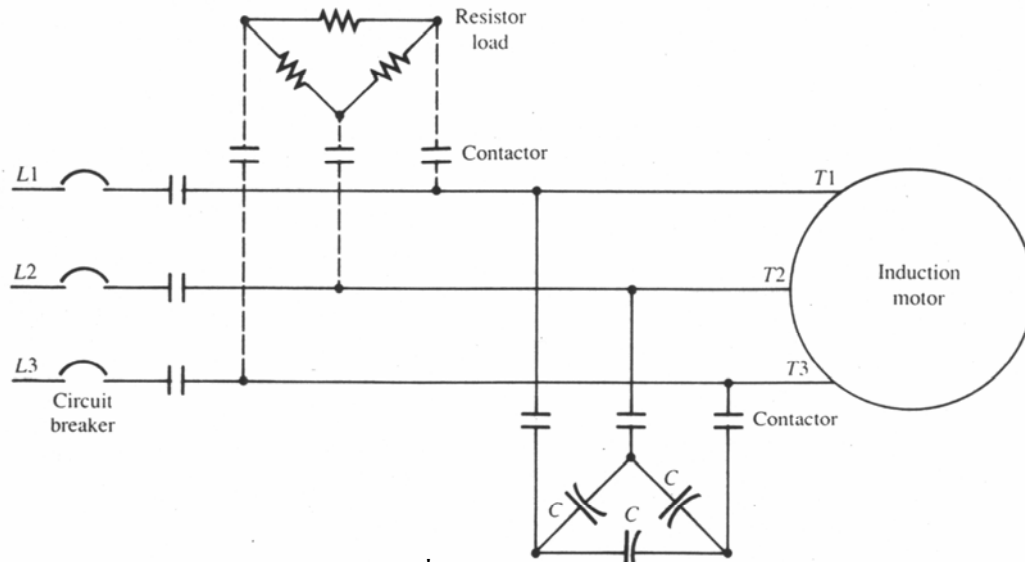 Resistor
load
Contactor
L1
T1
L2
T2
Induction
motor
L3
T3
Circuit
breaker
Contactor
C
C
C